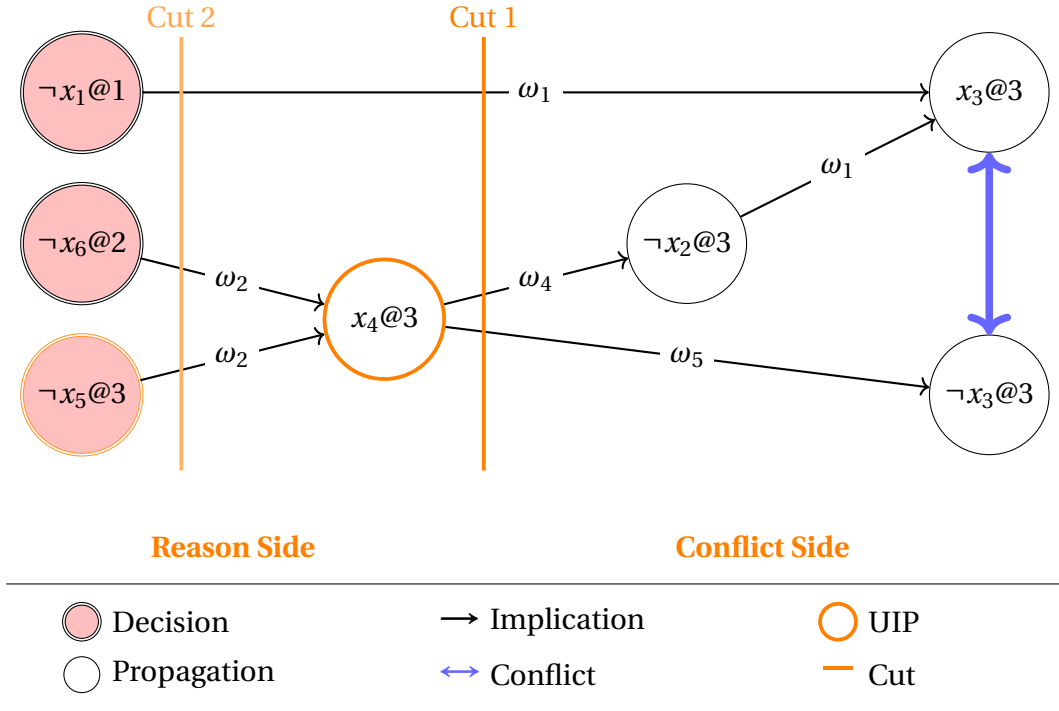 Cut 2
Cut 1
¬x₁@1
ω₁
x₃@3
ω₁
¬x₆@2
ω₂
¬x₂@3
ω₄
x₄@3
ω₂
ω₅
¬x₅@3
¬x₃@3
Reason Side
Conflict Side
Decision
Implication
UIP
Propagation
Conflict
Cut